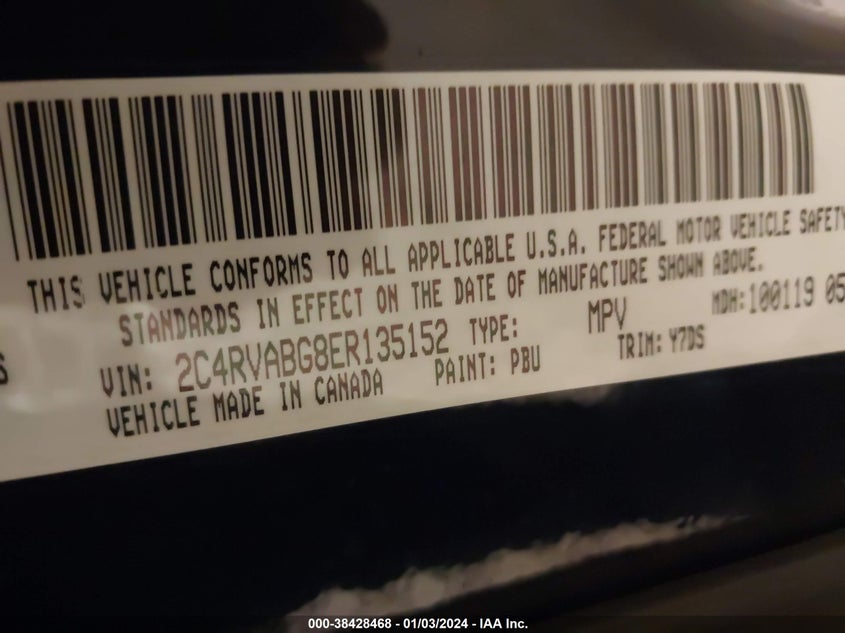 THIS VEHICLE CONFORMS TO ALL APPLICABLE U.S.A. FEDERAL MOTOR VEHICLE SAFETY
STANDARDS IN EFFECT ON THE DATE OF MANUFACTURE SHOWN ABOVE.
S
VIN: 2C4RVABG8ER135152 TYPE: MPV MDH:100119 05
VEHICLE MADE IN CANADA PAINT: PBU TRIM: Y7DS
000-38428468 - 01/03/2024 - IAA Inc.